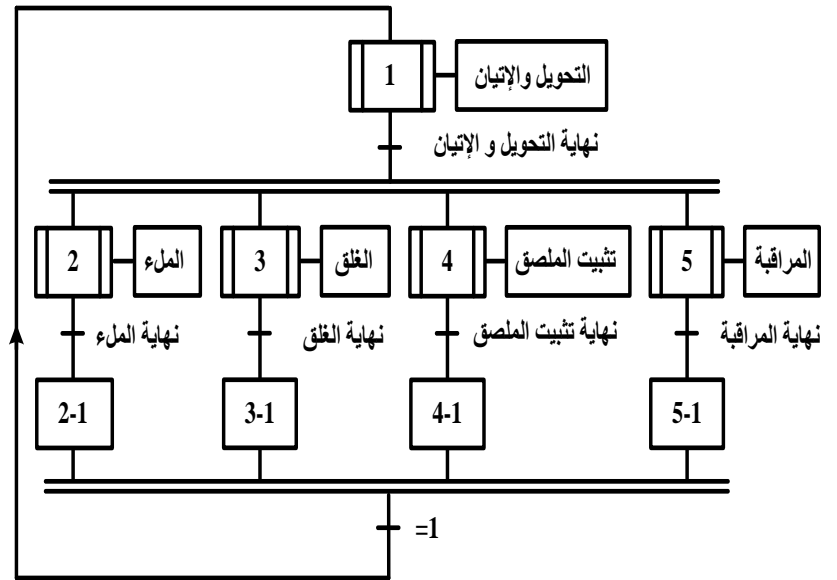 1
التحويل والإتيان
نهاية التحويل و الإتيان
2
الملء
3
الغلق
4
تثبيت الملصق
5
المراقبة
نهاية الملء
نهاية الغلق
نهاية تثبيت الملصق
نهاية المراقبة
2-1
3-1
4-1
5-1
=1